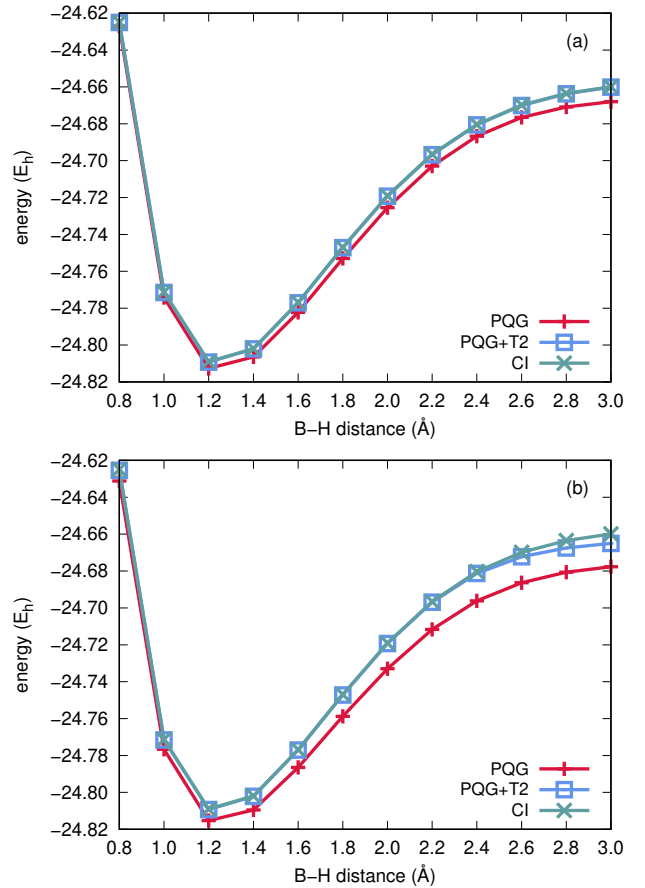 −24.62
(a)
−24.64
−24.66
−24.68
−24.70
−24.72
−24.74
−24.76
−24.78
−24.80
−24.82
energy (Eh)
PQG
PQG+T2
CI
0.8 1.0 1.2 1.4 1.6 1.8 2.0 2.2 2.4 2.6 2.8 3.0
B−H distance (Å)
−24.62
(b)
−24.64
−24.66
−24.68
−24.70
−24.72
−24.74
−24.76
−24.78
−24.80
−24.82
energy (Eh)
PQG
PQG+T2
CI
0.8 1.0 1.2 1.4 1.6 1.8 2.0 2.2 2.4 2.6 2.8 3.0
B−H distance (Å)